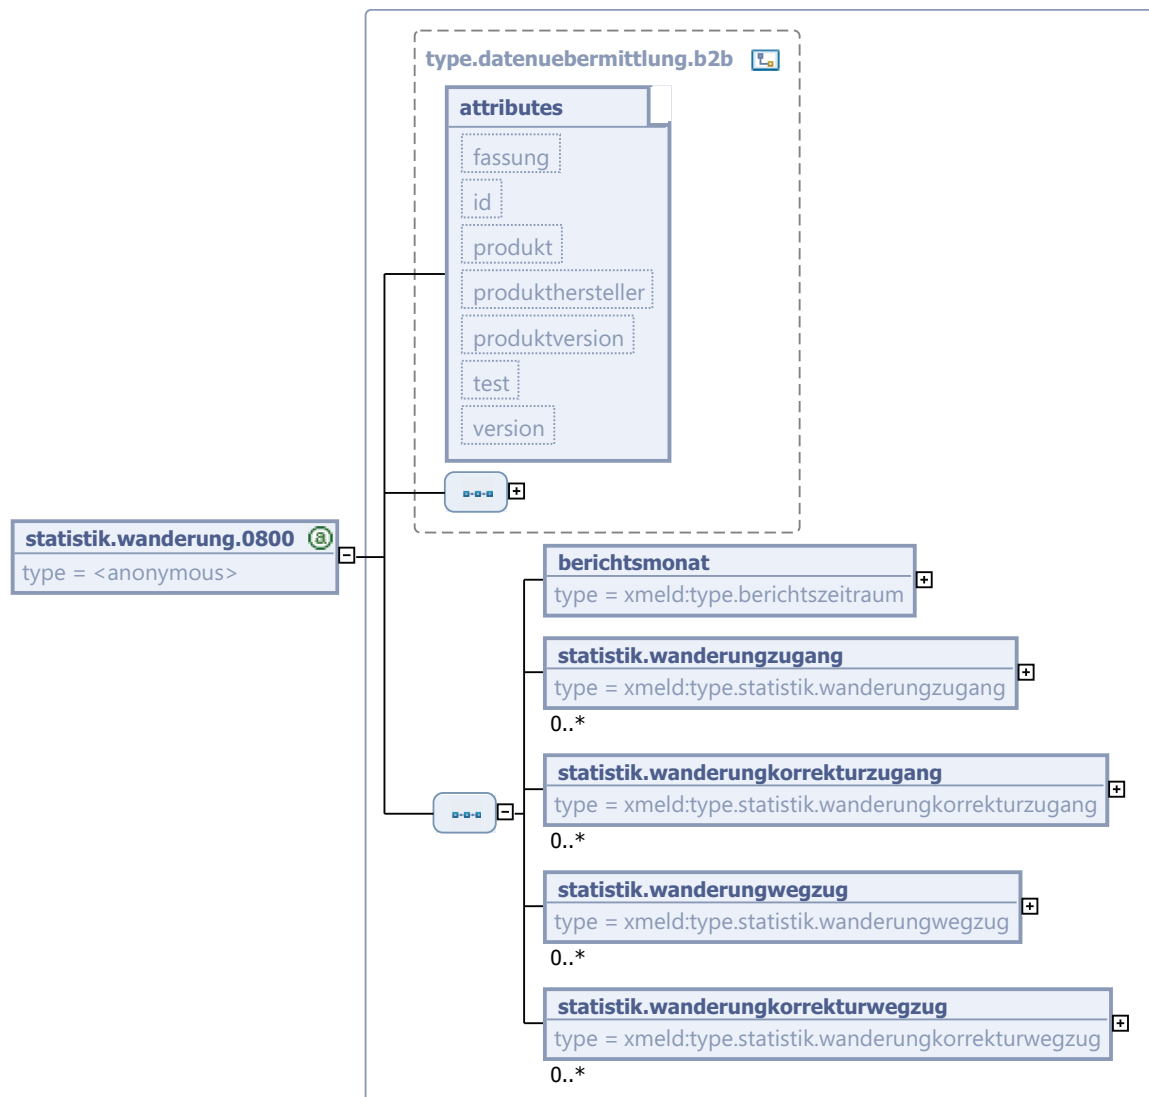 type.datenuebermittlung.b2b
attributes
fassung
id
produkt
produkthersteller
produktversion
test
version
statistik.wanderung.0800
type = <anonymous>
berichtsmonat
type = xmeld:type.berichtszeitraum
statistik.wanderungzugang
type = xmeld:type.statistik.wanderungzugang
0..*
statistik.wanderungkorrekturzugang
type = xmeld:type.statistik.wanderungkorrekturzugang
0..*
statistik.wanderungwegzug
type = xmeld:type.statistik.wanderungwegzug
0..*
statistik.wanderungkorrekturwegzug
type = xmeld:type.statistik.wanderungkorrekturwegzug
0..*